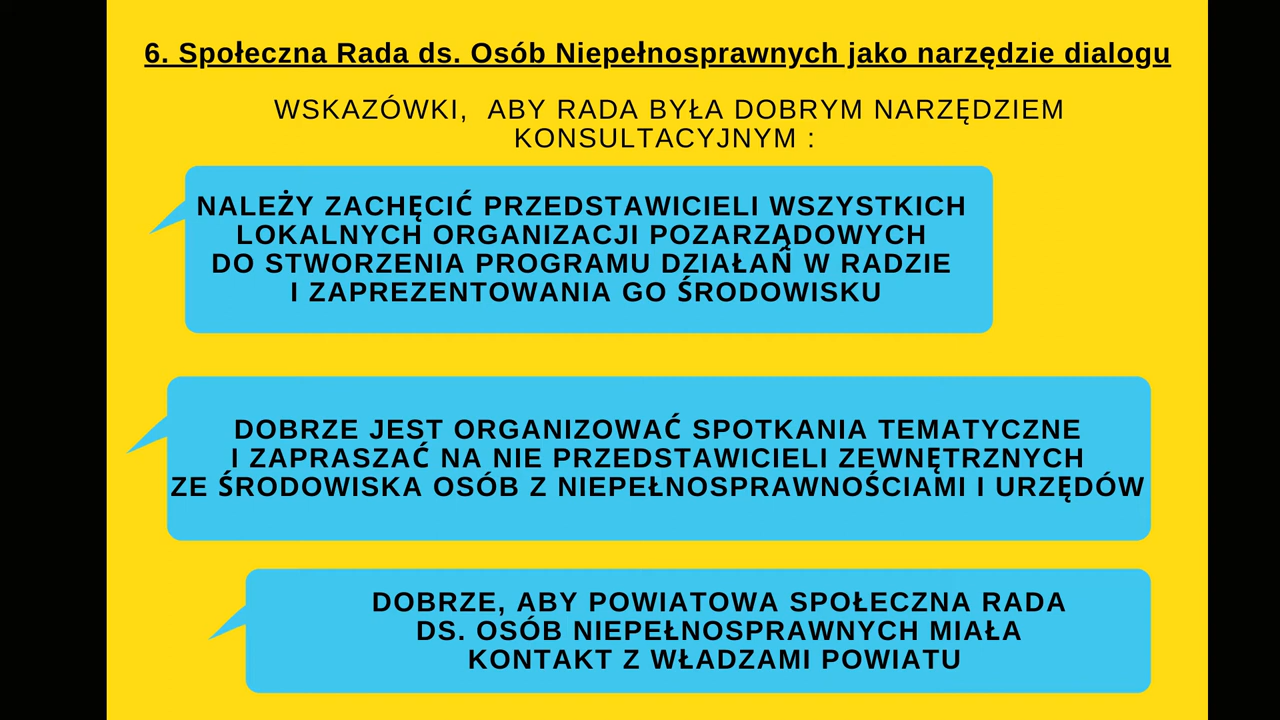 6. Społeczna Rada ds. Osób Niepełnosprawnych jako narzędzie dialogu
WSKAZÓWKI, ABY RADA BYŁA DOBRYM NARZĘDZIEM
KONSULTACYJNYM :
NALEŻY ZACHĘCIĆ PRZEDSTAWICIELI WSZYSTKICH
LOKALNYCH ORGANIZACJI POZARZĄDOWYCH
DO STWORZENIA PROGRAMU DZIAŁAŃ W RADZIE
I ZAPREZENTOWANIA GO ŚRODOWISKU
DOBRZE JEST ORGANIZOWAĆ SPOTKANIA TEMATYCZNE
I ZAPRASZAĆ NA NIE PRZEDSTAWICIELI ZEWNĘTRZNYCH
ZE ŚRODOWISKA OSÓB Z NIEPEŁNOSPRAWNOŚCIAMI I URZĘDÓW
DOBRZE, ABY POWIATOWA SPOŁECZNA RADA
DS. OSÓB NIEPEŁNOSPRAWNYCH MIAŁA
KONTAKT Z WŁADZAMI POWIATU